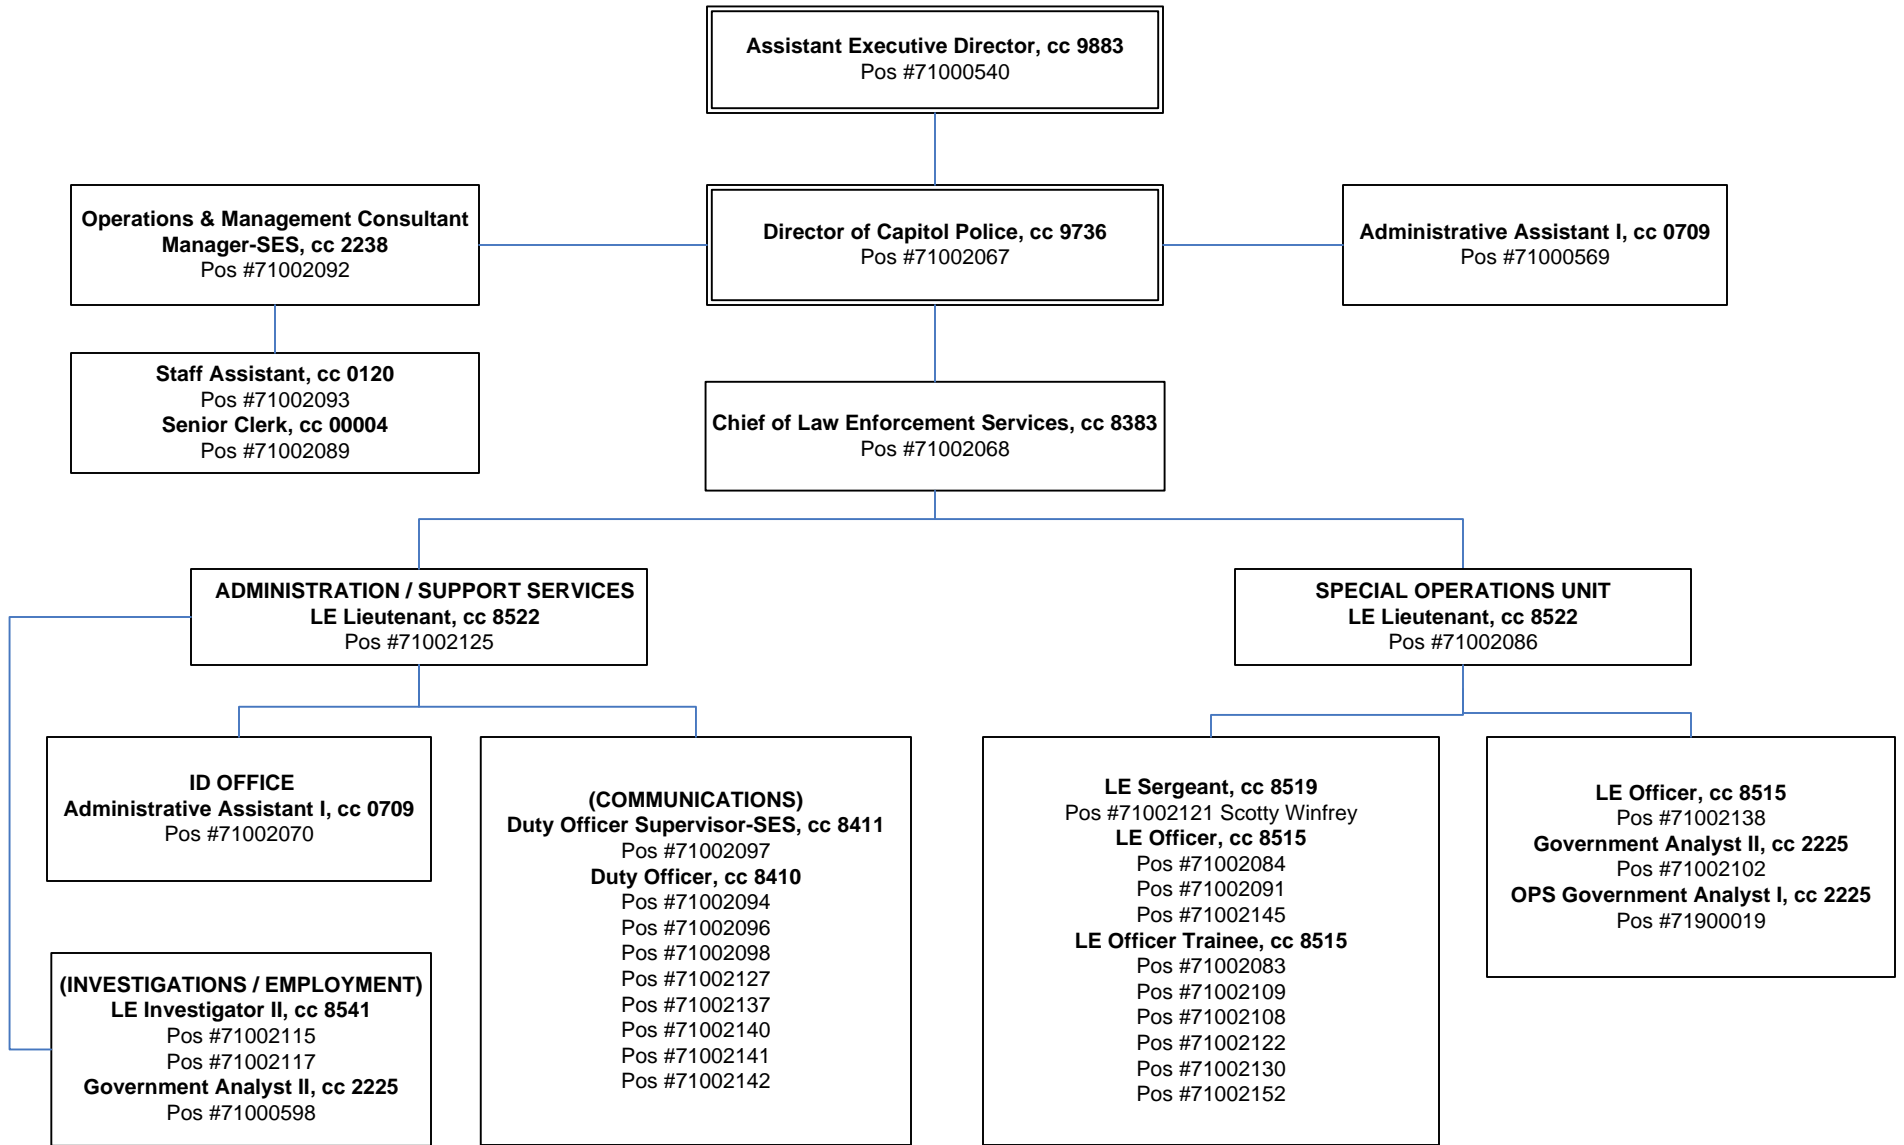 Assistant Executive Director, cc 9883
Pos #71000540
Operations & Management Consultant
Manager-SES, cc 2238
Pos #71002092
Director of Capitol Police, cc 9736
Pos #71002067
Administrative Assistant I, cc 0709
Pos #71000569
Staff Assistant, cc 0120
Pos #71002093
Senior Clerk, cc 00004
Pos #71002089
Chief of Law Enforcement Services, cc 8383
Pos #71002068
ADMINISTRATION / SUPPORT SERVICES
LE Lieutenant, cc 8522
Pos #71002125
SPECIAL OPERATIONS UNIT
LE Lieutenant, cc 8522
Pos #71002086
ID OFFICE
Administrative Assistant I, cc 0709
Pos #71002070
(INVESTIGATIONS / EMPLOYMENT)
LE Investigator II, cc 8541
Pos #71002115
Pos #71002117
Government Analyst II, cc 2225
Pos #71000598
(COMMUNICATIONS)
Duty Officer Supervisor-SES, cc 8411
Pos #71002097
Duty Officer, cc 8410
Pos #71002094
Pos #71002096
Pos #71002098
Pos #71002127
Pos #71002137
Pos #71002140
Pos #71002141
Pos #71002142
LE Sergeant, cc 8519
Pos #71002121 Scotty Winfrey
LE Officer, cc 8515
Pos #71002084
Pos #71002091
Pos #71002145
LE Officer Trainee, cc 8515
Pos #71002083
Pos #71002109
Pos #71002108
Pos #71002122
Pos #71002130
Pos #71002152
LE Officer, cc 8515
Pos #71002138
Government Analyst II, cc 2225
Pos #71002102
OPS Government Analyst I, cc 2225
Pos #71900019